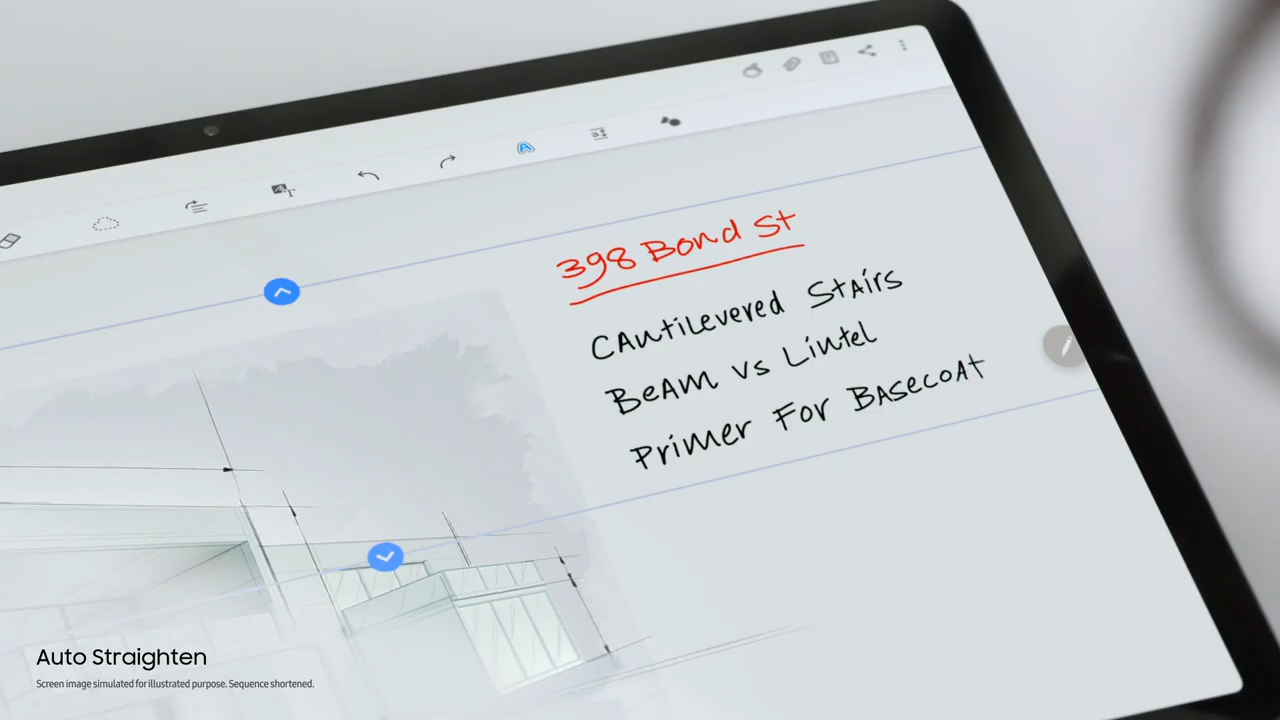 398 Bond St
CAntiLevered StAirs
BeAm vs Lintel
Primer For BAsecoAt
Auto Straighten
Screen image simulated for illustrated purpose. Sequence shortened.